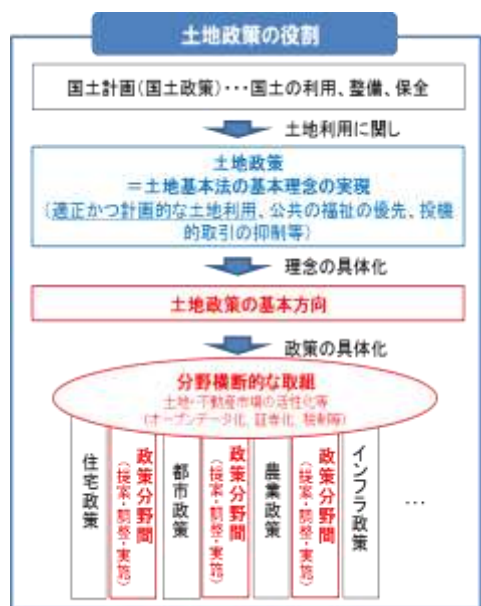 土地政策の役割
国土計画(国土政策)・・・国土の利用、整備、保全
土地利用に関し
土地政策
＝土地基本法の基本理念の実現
(適正かつ計画的な土地利用、公共の福祉の優先、投機
的取引の抑制等)
理念の具体化
土地政策の基本方向
政策の具体化
分野横断的な取組
土地・不動産市場の活性化等
(オープンデータ化、証券化、税制等)
住宅政策
政策分野間
(提案・調整・実施)
都市政策
政策分野間
(提案・調整・実施)
農業政策
政策分野間
(提案・調整・実施)
インフラ政策
…